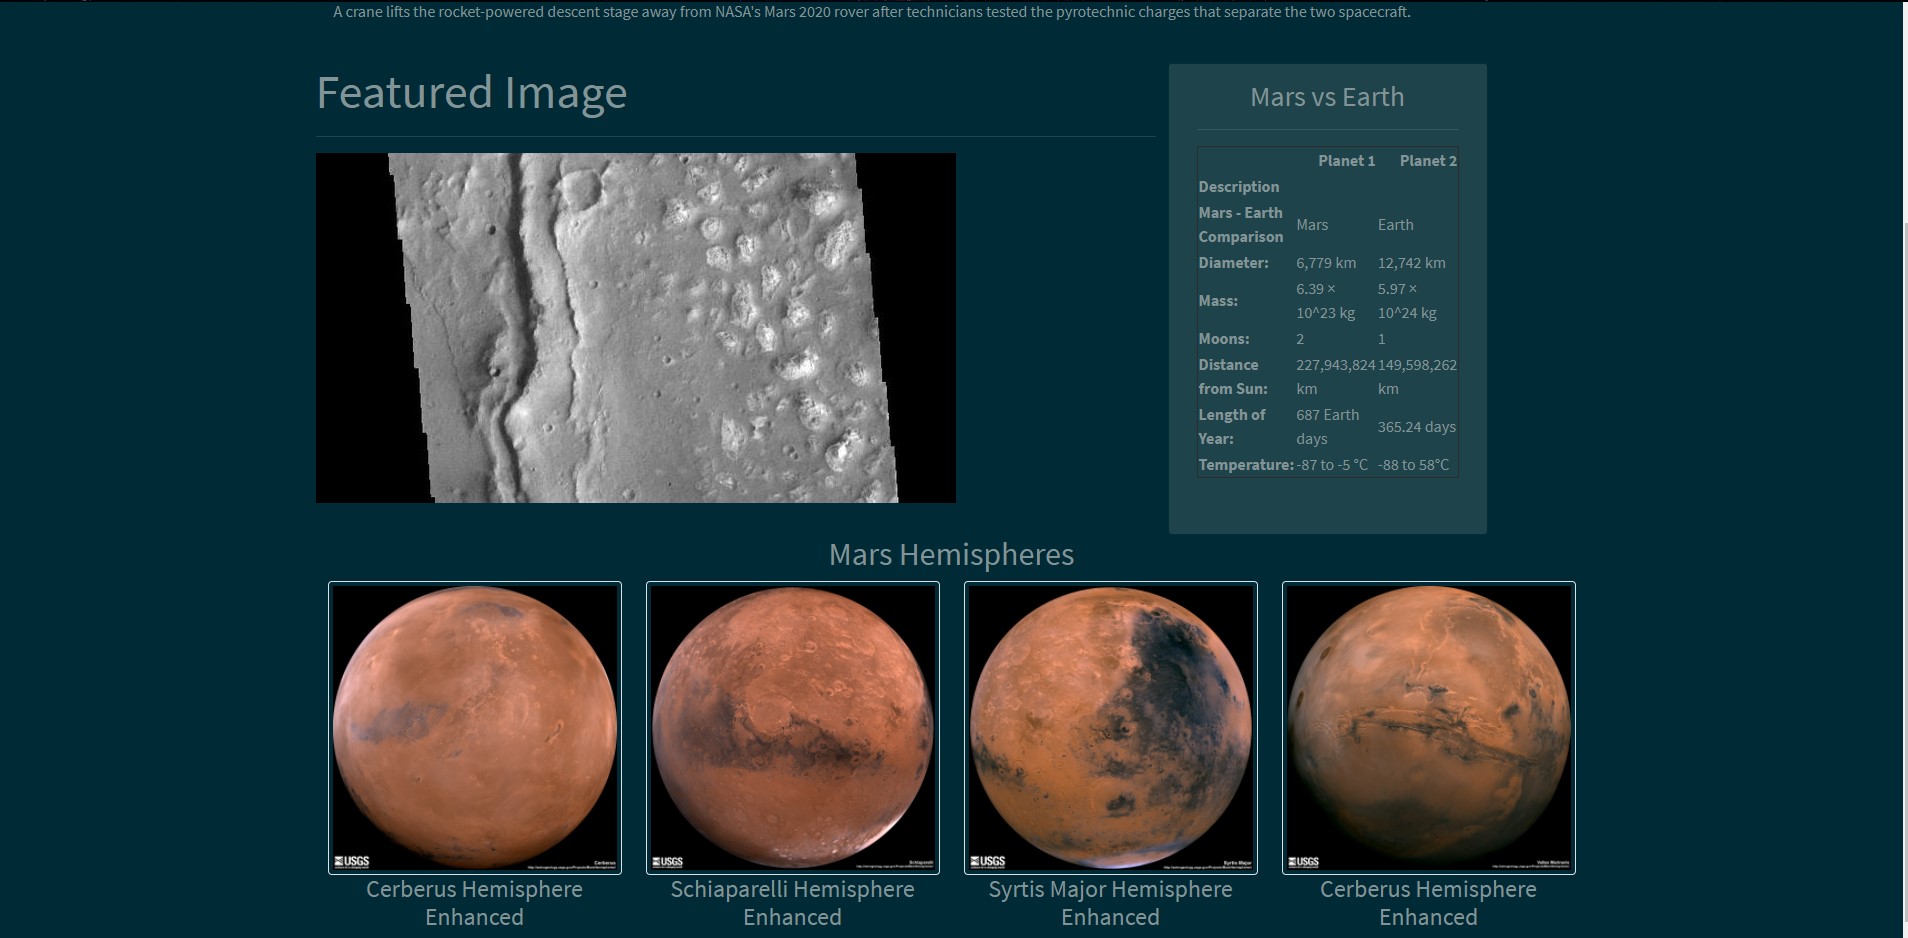 A crane lifts the rocket-powered descent stage away from NASA's Mars 2020 rover after technicians tested the pyrotechnic charges that separate the two spacecraft.
Featured Image
Mars vs Earth
Planet 1 Planet 2
Description
Mars - Earth Comparison Mars Earth
Diameter: 6,779 km 12,742 km
Mass: 6.39 × 10^23 kg 5.97 × 10^24 kg
Moons: 2 1
Distance from Sun: 227,943,824 km 149,598,262 km
Length of Year: 687 Earth days 365.24 days
Temperature: -87 to -5 °C -88 to 58°C
Mars Hemispheres
USGS Cerberus
USGS Schiaparelli
USGS Syrtis Major
USGS Valles Marineris
Cerberus Hemisphere Enhanced
Schiaparelli Hemisphere Enhanced
Syrtis Major Hemisphere Enhanced
Cerberus Hemisphere Enhanced